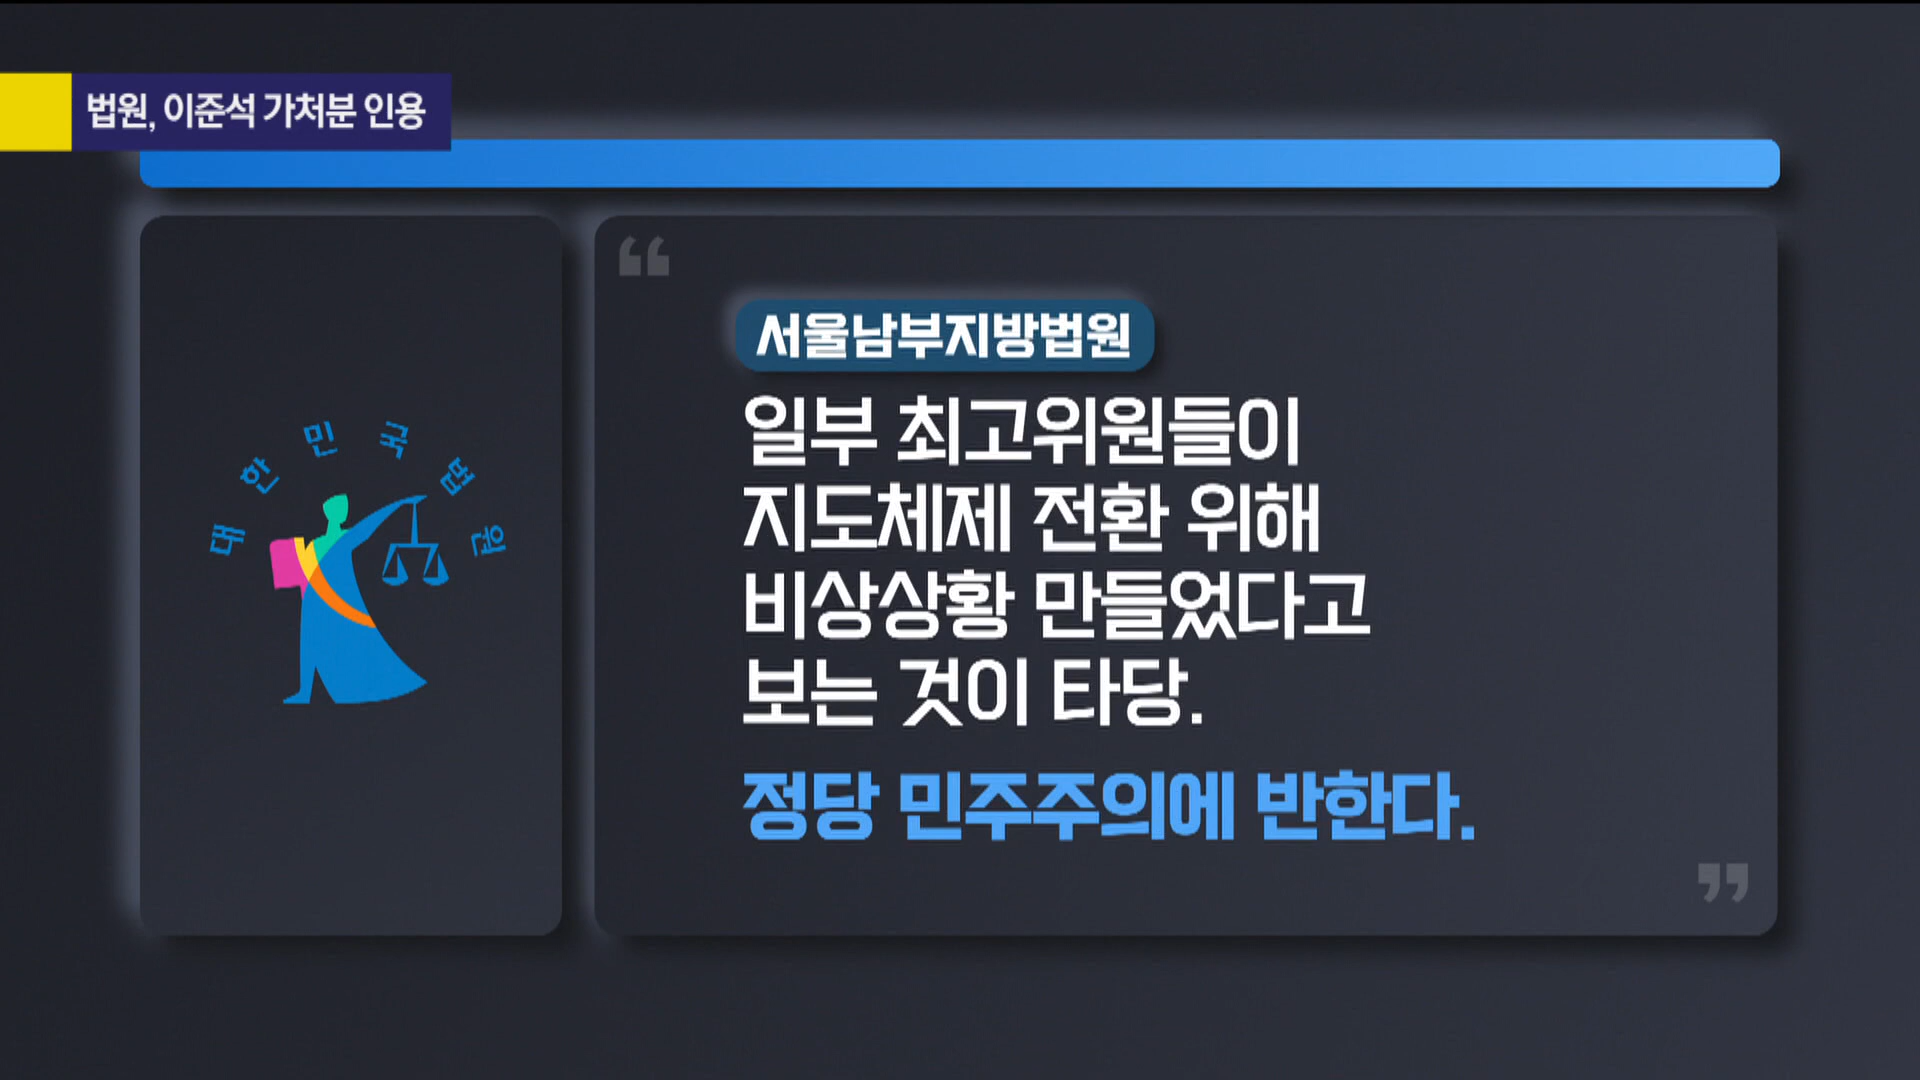 법원, 이준석 가처분 인용
대한민국법원
“
서울남부지방법원
일부 최고위원들이
지도체제 전환 위해
비상상황 만들었다고
보는 것이 타당.
정당 민주주의에 반한다.
”